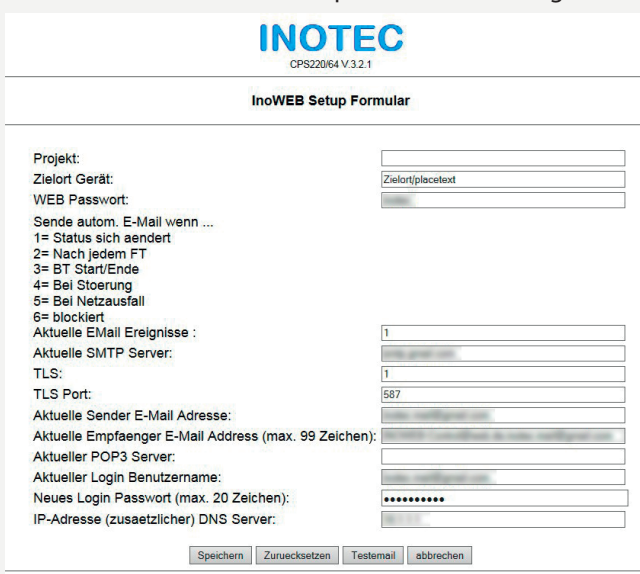 INOTEC
CPS220/64 V.3.2.1
InoWEB Setup Formular
Projekt:
Zielort Gerät: Zielort/placetext
WEB Passwort:
Sende autom. E-Mail wenn ...
1= Status sich aendert
2= Nach jedem FT
3= BT Start/Ende
4= Bei Stoerung
5= Bei Netzausfall
6= blockiert
Aktuelle EMail Ereignisse : 1
Aktuelle SMTP Server:
TLS: 1
TLS Port: 587
Aktuelle Sender E-Mail Adresse:
Aktuelle Empfaenger E-Mail Address (max. 99 Zeichen):
Aktueller POP3 Server:
Aktueller Login Benutzername:
Neues Login Passwort (max. 20 Zeichen): ••••••••••
IP-Adresse (zusaetzlicher) DNS Server:
Speichern Zuruecksetzen Testemail abbrechen